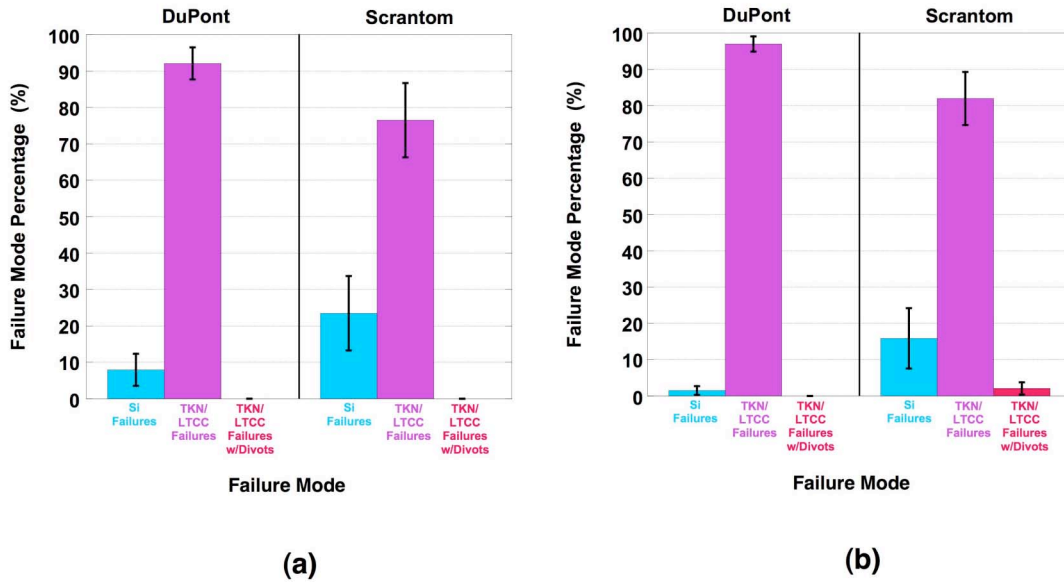 DuPont Scrantom
Failure Mode Percentage (%)
100
90
80
70
60
50
40
30
20
10
0
Si
Failures
TKN/
LTCC
Failures
TKN/
LTCC
Failures
w/Divots
Si
Failures
TKN/
LTCC
Failures
TKN/
LTCC
Failures
w/Divots
Failure Mode
(a)
DuPont Scrantom
Failure Mode Percentage (%)
100
90
80
70
60
50
40
30
20
10
0
Si
Failures
TKN/
LTCC
Failures
TKN/
LTCC
Failures
w/Divots
Si
Failures
TKN/
LTCC
Failures
TKN/
LTCC
Failures
w/Divots
Failure Mode
(b)